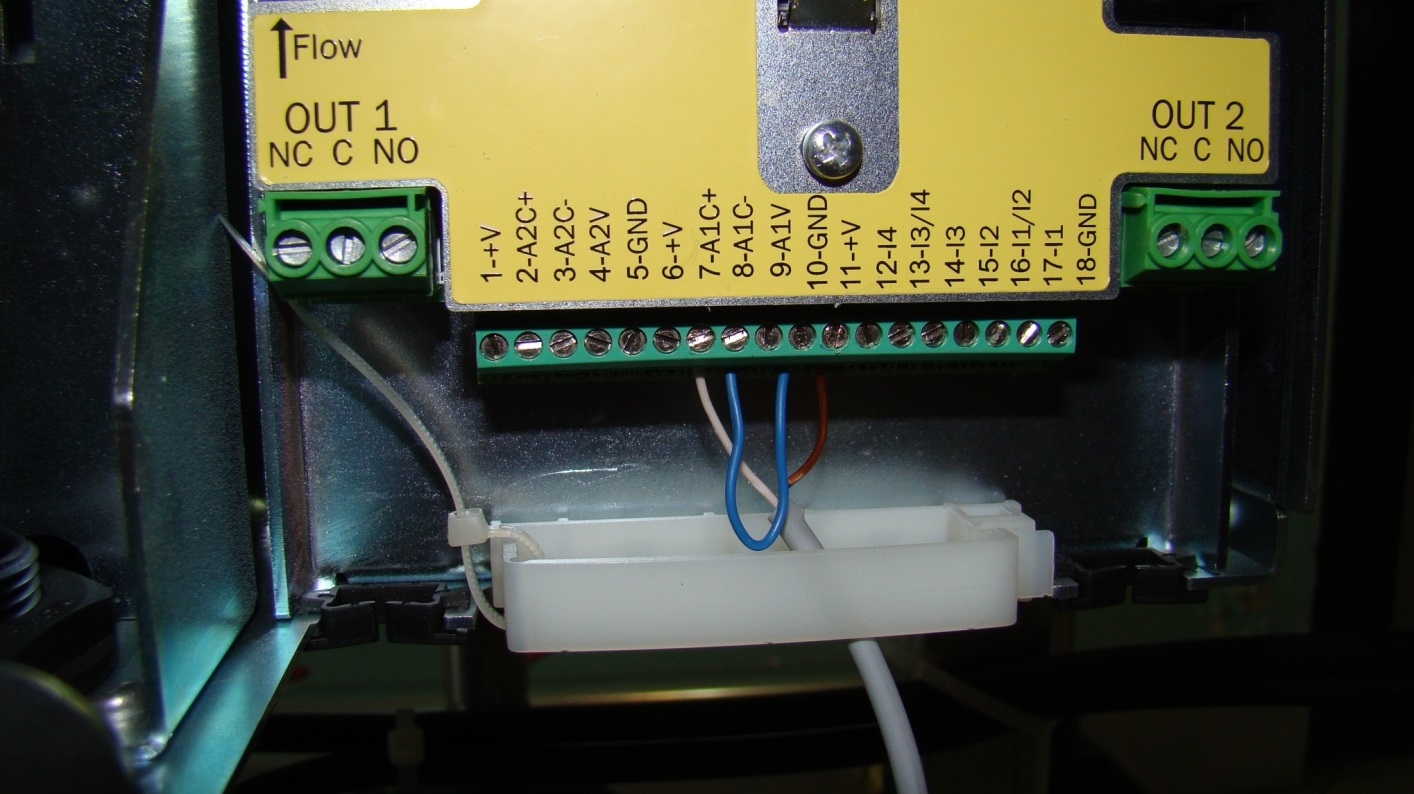 Flow
OUT 1
NC C NO
OUT 2
NC C NO
1-+V
2-A2C+
3-A2C-
4-A2V
5-GND
6-+V
7-A1C+
8-A1C-
9-A1V
10-GND
11-+V
12-I4
13-I3/I4
14-I3
15-I2
16-I1/I2
17-I1
18-GND